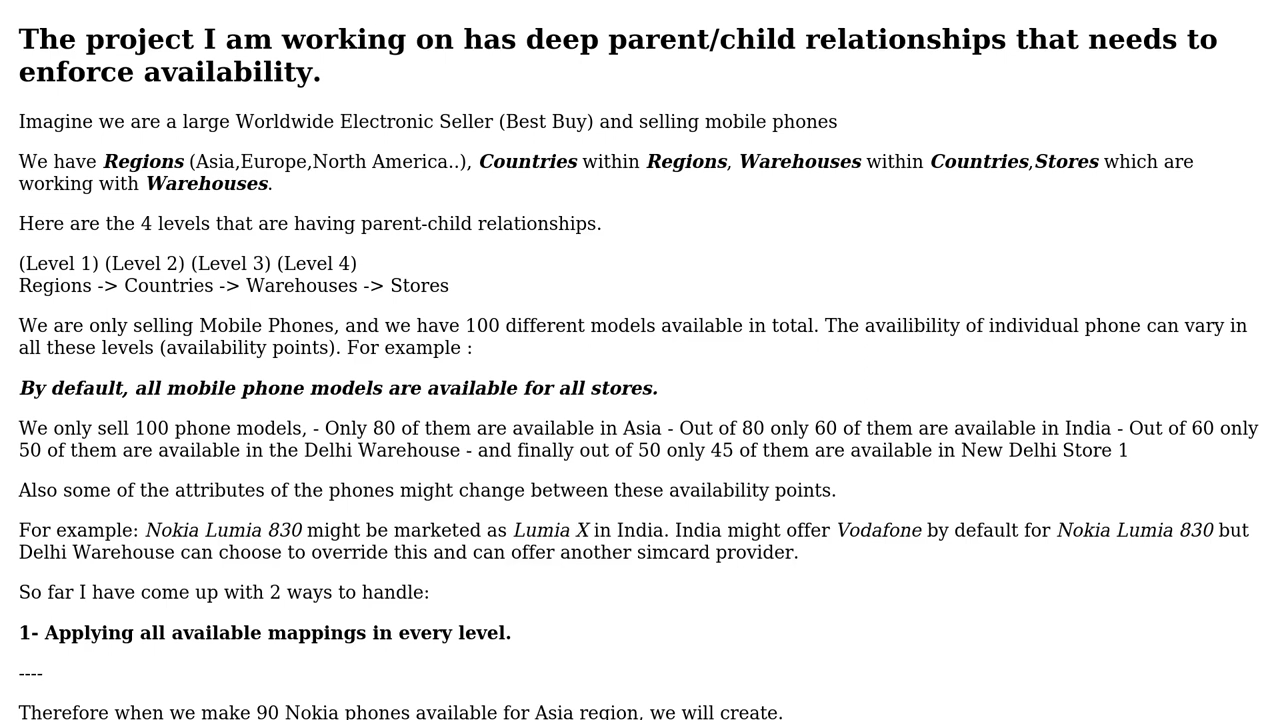 The project I am working on has deep parent/child relationships that needs to
enforce availability.
Imagine we are a large Worldwide Electronic Seller (Best Buy) and selling mobile phones
We have Regions (Asia,Europe,North America..), Countries within Regions, Warehouses within Countries,Stores which are
working with Warehouses.
Here are the 4 levels that are having parent-child relationships.
(Level 1) (Level 2) (Level 3) (Level 4)
Regions -> Countries -> Warehouses -> Stores
We are only selling Mobile Phones, and we have 100 different models available in total. The availibility of individual phone can vary in
all these levels (availability points). For example :
By default, all mobile phone models are available for all stores.
We only sell 100 phone models, - Only 80 of them are available in Asia - Out of 80 only 60 of them are available in India - Out of 60 only
50 of them are available in the Delhi Warehouse - and finally out of 50 only 45 of them are available in New Delhi Store 1
Also some of the attributes of the phones might change between these availability points.
For example: Nokia Lumia 830 might be marketed as Lumia X in India. India might offer Vodafone by default for Nokia Lumia 830 but
Delhi Warehouse can choose to override this and can offer another simcard provider.
So far I have come up with 2 ways to handle:
1- Applying all available mappings in every level.
----
Therefore when we make 90 Nokia phones available for Asia region, we will create.